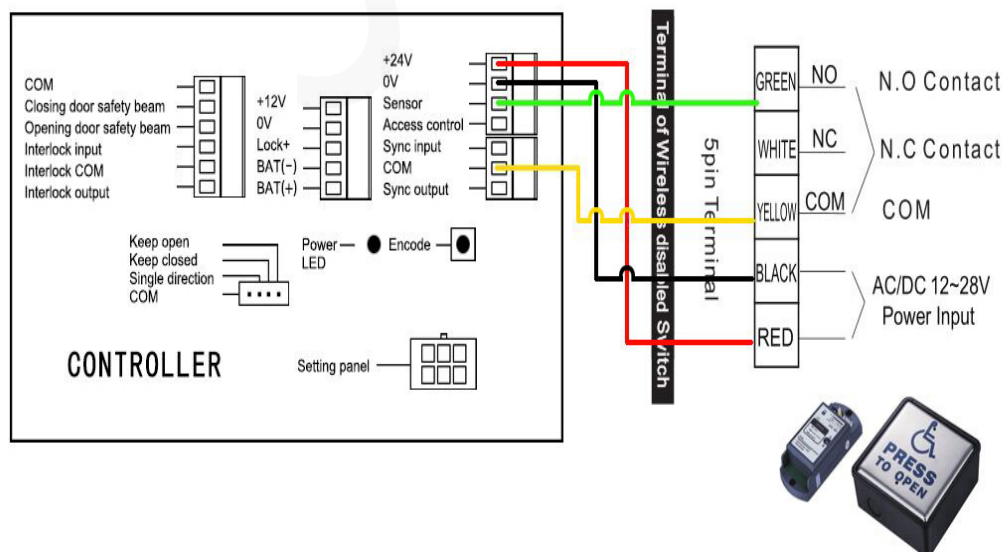 COM
Closing door safety beam
Opening door safety beam
Interlock input
Interlock COM
Interlock output
+12V
0V
Lock+
BAT(-)
BAT(+)
+24V
0V
Sensor
Access control
Sync input
COM
Sync output
Keep open
Keep closed
Single direction
COM
Power LED
Encode
Setting panel
CONTROLLER
Terminal of Wireless disabled Switch
5pin Terminal
GREEN NO N.O Contact
WHITE NC N.C Contact
YELLOW COM COM
BLACK
RED
AC/DC 12~28V
Power Input
PRESS
TO OPEN